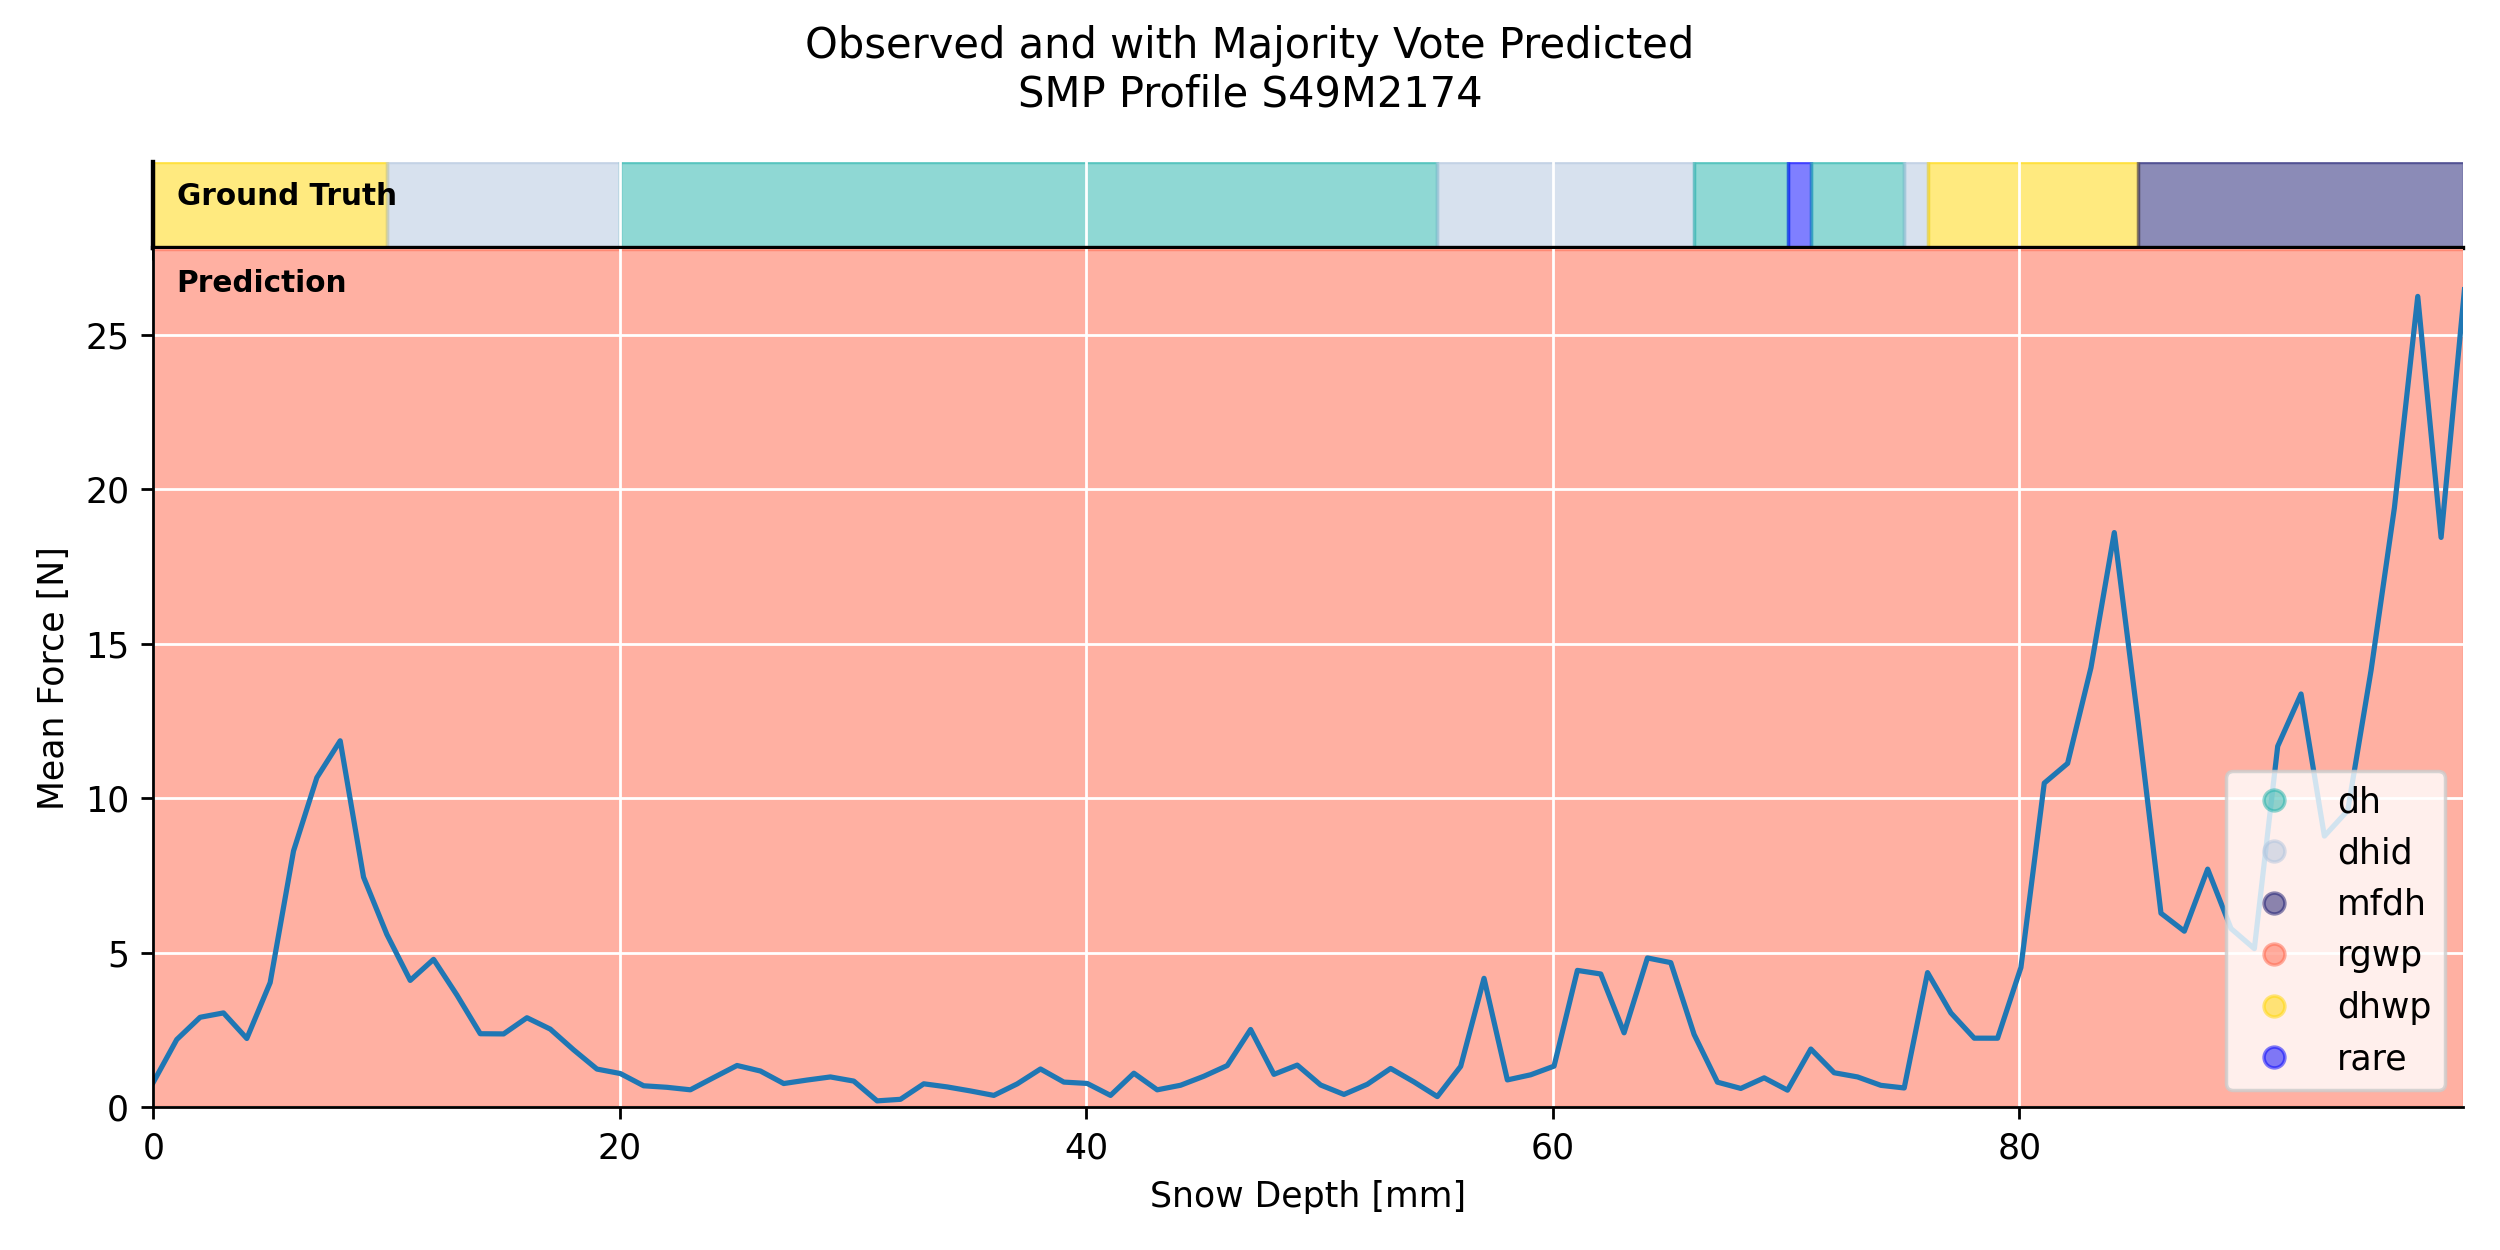 Observed and with Majority Vote Predicted
SMP Profile S49M2174
Ground Truth
Prediction
25
20
15
10
5
0
Mean Force [N]
0 20 40 60 80
Snow Depth [mm]
dh
dhid
mfdh
rgwp
dhwp
rare